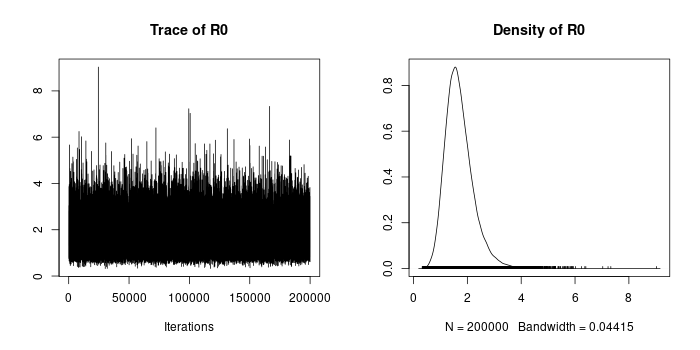 Trace of R0
8
6
4
2
0
0 50000 100000 150000 200000
Iterations
Density of R0
0.8
0.6
0.4
0.2
0.0
0 2 4 6 8
N = 200000 Bandwidth = 0.04415